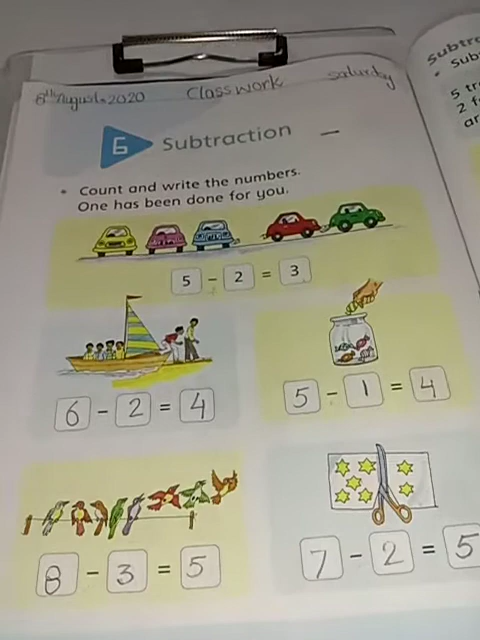 8th August 2020 Class work Saturday
6 Subtraction
• Count and write the numbers.
One has been done for you.
5 - 2 = 3
6 - 2 = 4
5 - 1 = 4
8 - 3 = 5
7 - 2 = 5
Subtr
• Sub
5 tr
2 f
ar